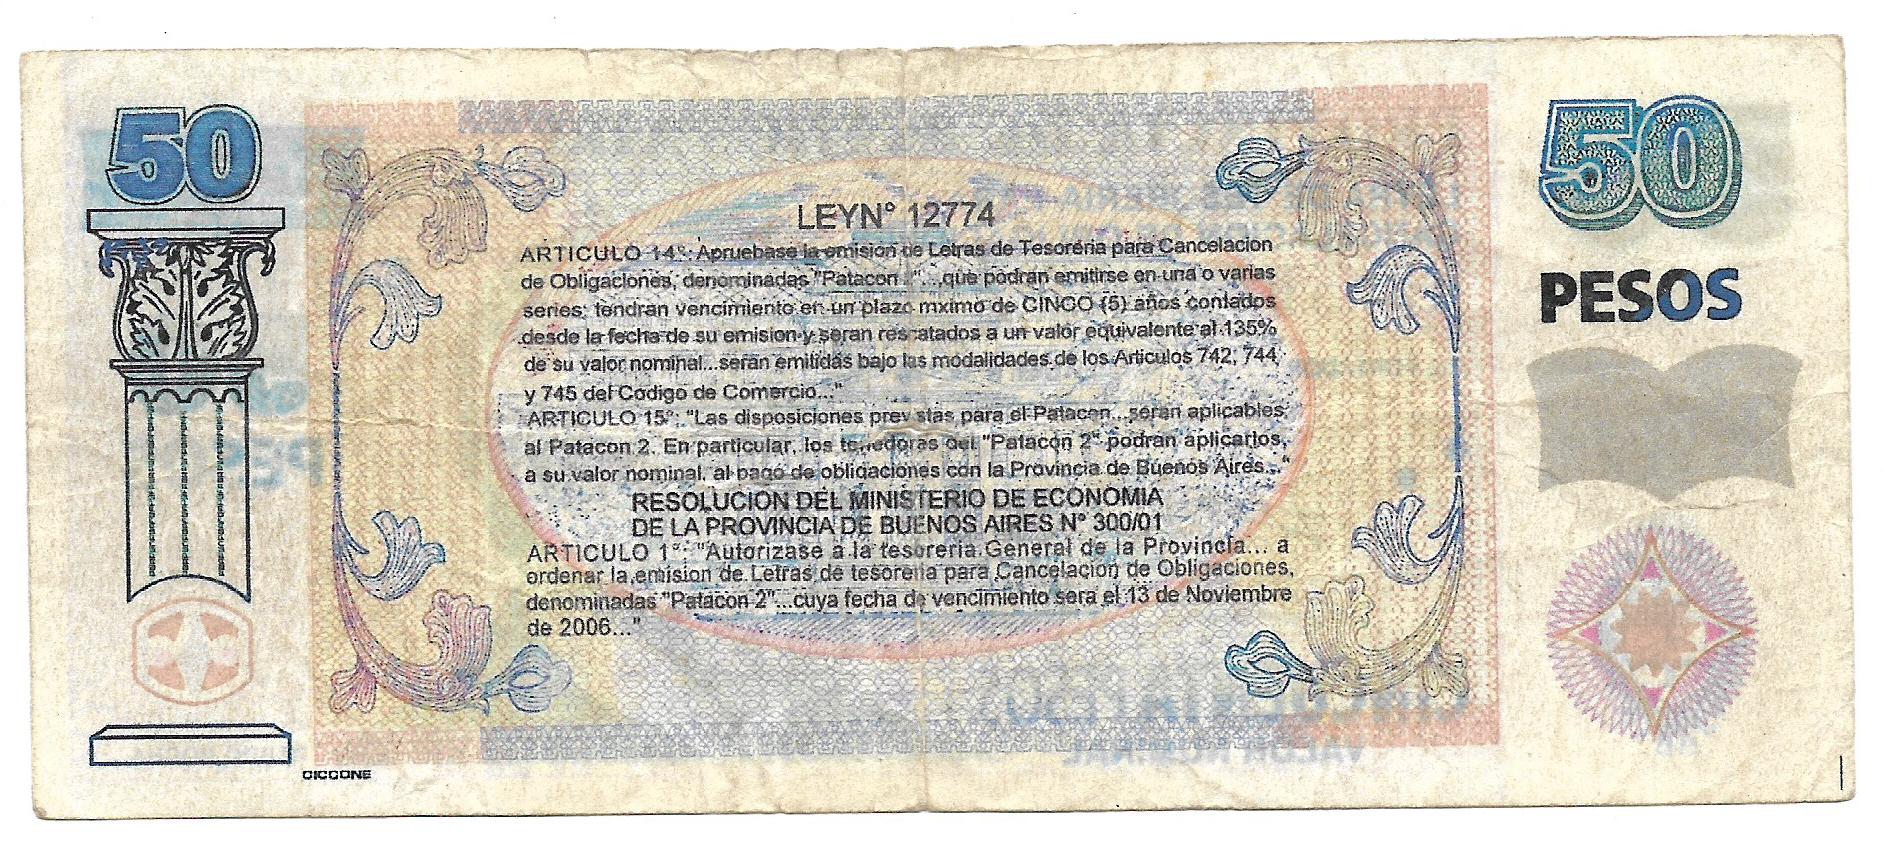 50
50
PESOS
LEYN° 12774
ARTICULO 14°: Apruebase la emision de Letras de Tesoreria para Cancelacion
de Obligaciones, denominadas "Patacon "...que podran emitirse en una o varias
series; tendran vencimiento en un plazo mximo de CINCO (5) años contados
desde la fecha de su emision y seran rescatados a un valor equivalente al 135%
de su valor nominal...seran emitidas bajo las modalidades de los Articulos 742, 744,
y 745 del Codigo de Comercio..."
ARTICULO 15°: "Las disposiciones previstas para el Patacon...seran aplicables
al Patacon 2. En particular, los tenedoras del "Patacon 2" podran aplicarlos,
a su valor nominal, al pago de obligaciones con la Provincia de Buenos Aires..."
RESOLUCION DEL MINISTERIO DE ECONOMIA
DE LA PROVINCIA DE BUENOS AIRES N° 300/01
ARTICULO 1°: "Autorizase a la tesoreria General de la Provincia... a
ordenar la emision de Letras de tesoreria para Cancelacion de Obligaciones,
denominadas "Patacon 2"...cuya fecha de vencimiento sera el 13 de Noviembre
de 2006..."
CICCONE